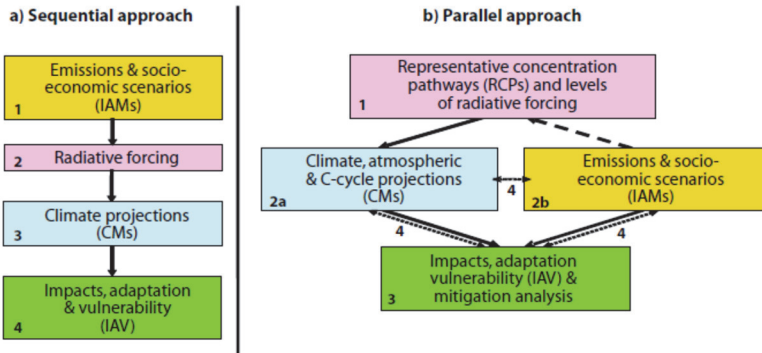 a) Sequential approach
Emissions & socio-
economic scenarios
1 (IAMs)
2 Radiative forcing
Climate projections
3 (CMs)
Impacts, adaptation
& vulnerability
4 (IAV)
b) Parallel approach
Representative concentration
pathways (RCPs) and levels
1 of radiative forcing
Climate, atmospheric
& C-cycle projections
2a (CMs)
4
Emissions & socio-
economic scenarios
2b (IAMs)
4
4
Impacts, adaptation
vulnerability (IAV) &
3 mitigation analysis